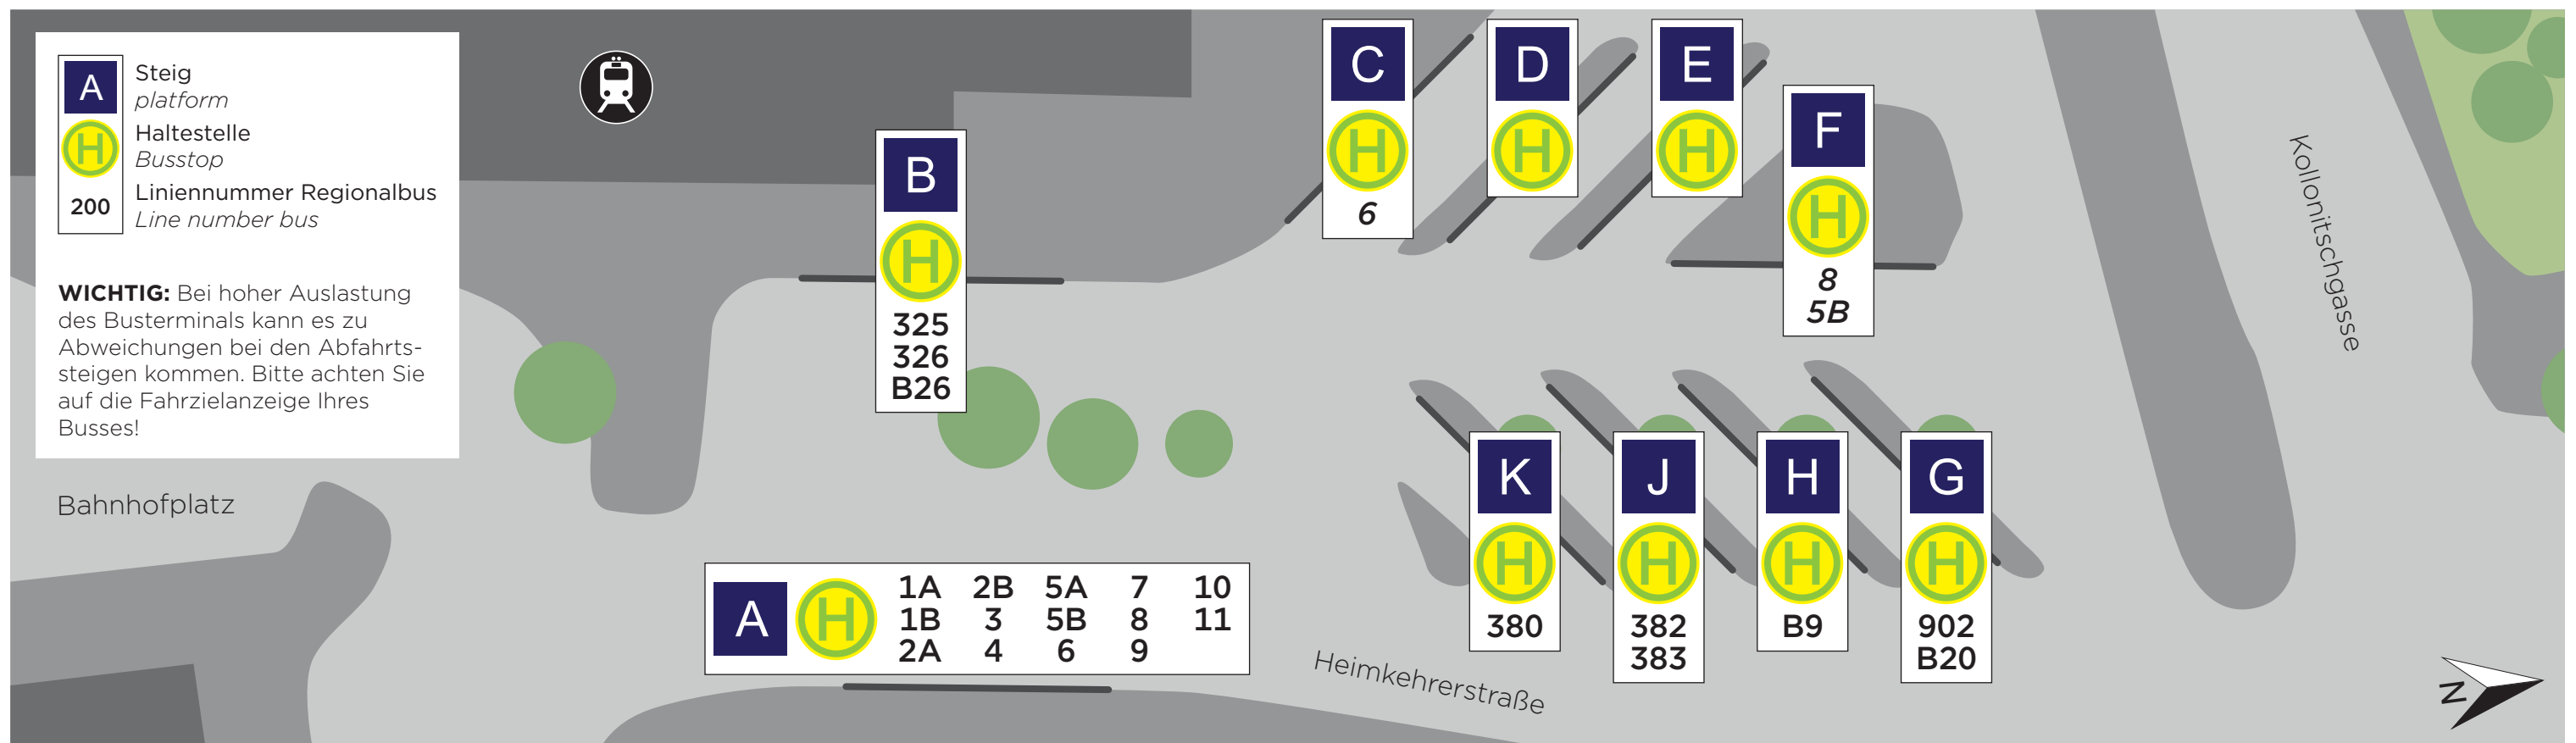 A
Steig
platform
H
Haltestelle
Busstop
200
Liniennummer Regionalbus
Line number bus
WICHTIG: Bei hoher Auslastung
des Busterminals kann es zu
Abweichungen bei den Abfahrts-
steigen kommen. Bitte achten Sie
auf die Fahrzielanzeige Ihres
Busses!
Bahnhofplatz
B
H
325
326
B26
C
H
6
D
H
E
H
F
H
8
5B
Kollonitschgasse
A
H
1A 2B 5A 7 10
1B 3 5B 8 11
2A 4 6 9
K
H
380
J
H
382
383
H
H
B9
G
H
902
B20
Heimkehrerstraße
N